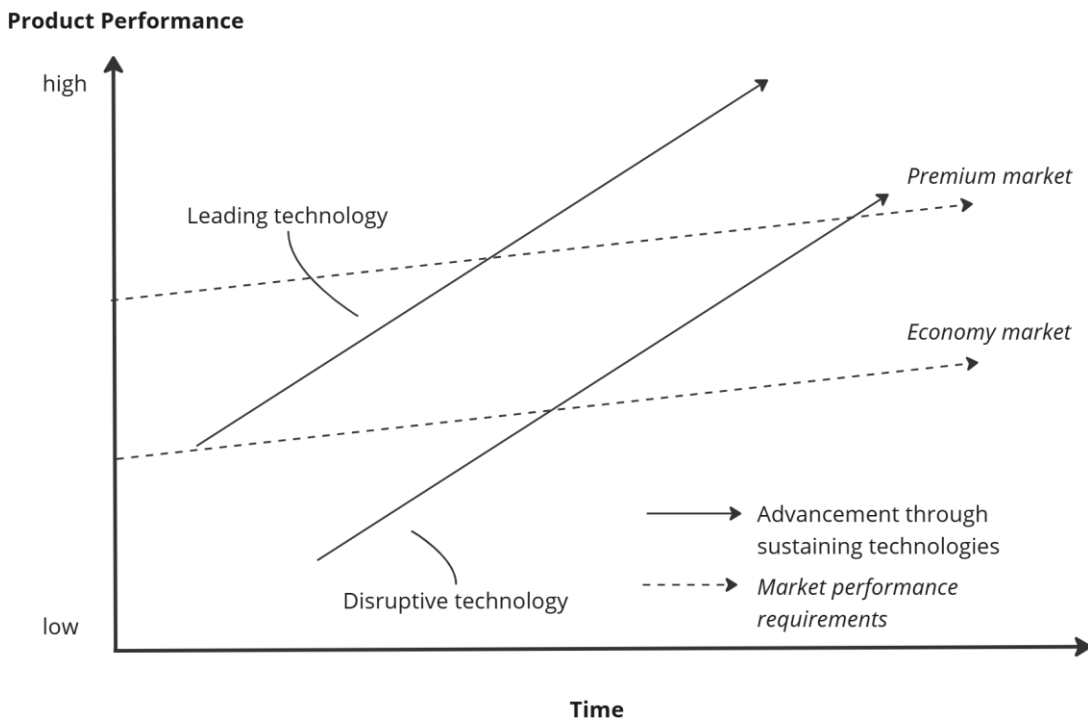 Product Performance
high
Premium market
Leading technology
Economy market
Advancement through
sustaining technologies
Market performance
requirements
Disruptive technology
low
Time